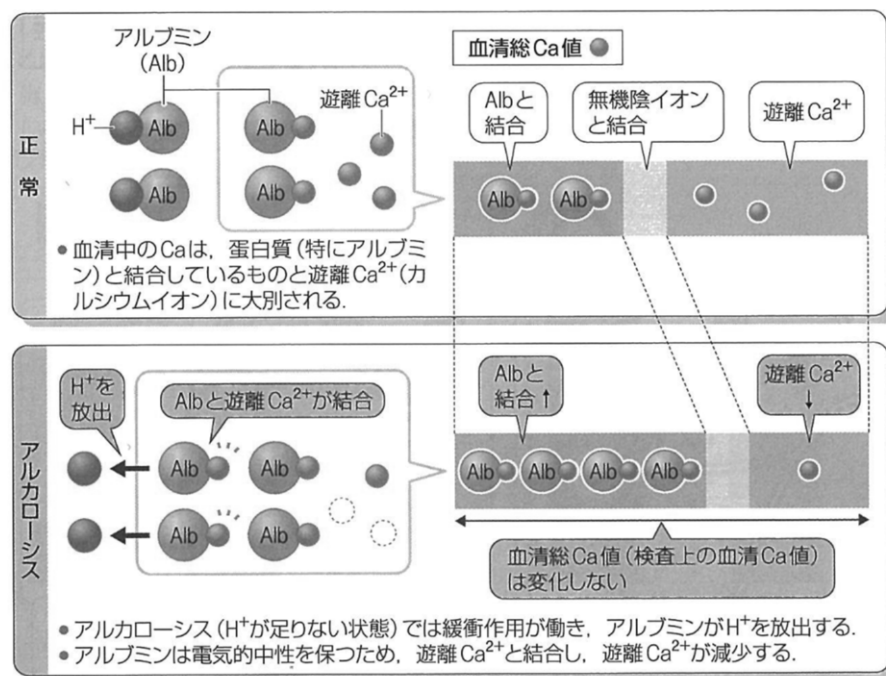 正常
アルブミン
(Alb)
H⁺
Alb
Alb
Alb
Alb
遊離Ca²⁺
血清総Ca値
Albと
結合
無機陰イオン
と結合
遊離Ca²⁺
Alb
Alb
●血清中のCaは,蛋白質(特にアルブミ
ン)と結合しているものと遊離Ca²⁺(カ
ルシウムイオン)に大別される.
アルカローシス
H⁺を
放出
Albと遊離Ca²⁺が結合
Alb
Alb
Alb
Alb
Albと
結合↑
遊離Ca²⁺
↓
Alb
Alb
Alb
Alb
血清総Ca値(検査上の血清Ca値)
は変化しない
●アルカローシス(H⁺が足りない状態)では緩衝作用が働き,アルブミンがH⁺を放出する.
●アルブミンは電気的中性を保つため,遊離Ca²⁺と結合し,遊離Ca²⁺が減少する.